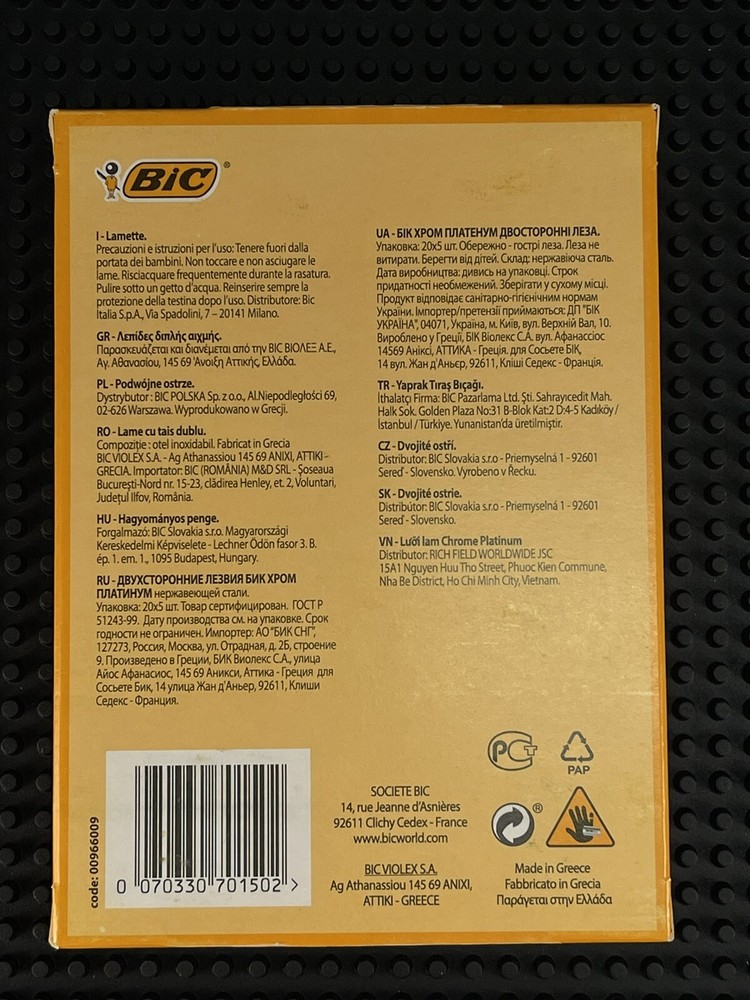 BIC®
I - Lamette.
Precauzioni e istruzioni per l'uso: Tenere fuori dalla
portata dei bambini. Non toccare e non asciugare le
lame. Risciacquare frequentemente durante la rasatura.
Pulire sotto un getto d'acqua. Reinserire sempre la
protezione della testina dopo l'uso. Distributore: Bic
Italia S.p.A., Via Spadolini, 7 – 20141 Milano.
GR - Λεπίδες διπλής αιχμής.
Παρασκευάζεται και διανέμεται από την BIC ΒΙΟΛΕΞ Α.Ε.,
Αγ. Αθανασίου, 145 69 'Ανοιξη Αττικής, Ελλάδα.
PL - Podwójne ostrze.
Dystrybutor : BIC POLSKA Sp. z o.o., Al.Niepodległości 69,
02-626 Warszawa. Wyprodukowano w Grecji.
RO - Lame cu tais dublu.
Compoziție : otel inoxidabil. Fabricat in Grecia
BIC VIOLEX S.A. - Ag Athanassiou 145 69 ANIXI, ATTIKI -
GRECIA. Importator: BIC (ROMÂNIA) M&D SRL - Șoseaua
București-Nord nr. 15-23, clădirea Henley, et. 2, Voluntari,
Județul Ilfov, România.
HU - Hagyományos penge.
Forgalmazó: BIC Slovakia s.r.o. Magyarországi
Kereskedelmi Képviselete - Lechner Ödön fasor 3. B.
ép. 1. em. 1., 1095 Budapest, Hungary.
RU - ДВУХСТОРОННИЕ ЛЕЗВИЯ БИК ХРОМ
ПЛАТИНУМ нержавеющей стали.
Упаковка: 20x5 шт. Товар сертифицирован. ГОСТ Р
51243-99. Дату производства см. на упаковке. Срок
годности не ограничен. Импортер: АО "БИК СНГ",
127273, Россия, Москва, ул. Отрадная, д. 2Б, строение
9. Произведено в Греции, БИК Виолекс С.А., улица
Айос Афанасиос, 145 69 Аникси, Аттика - Греция для
Сосьете Бик, 14 улица Жан д'Аньер, 92611, Клиши
Седекс - Франция.
UA - БІК ХРОМ ПЛАТЕНУМ ДВОСТОРОННІ ЛЕЗА.
Упаковка: 20x5 шт. Обережно - гострі леза. Леза не
витирати. Берегти від дітей. Склад: нержавіюча сталь.
Дата виробництва: дивись на упаковці. Строк
придатності необмежений. Зберігати у сухому місці.
Продукт відповідає санітарно-гігієнічним нормам
України. Імпортер/претензії приймаються: ДП "БІК
УКРАЇНА", 04071, Україна, м. Київ, вул. Верхній Вал, 10.
Вироблено у Греції, БІК Віолекс С.А. вул. Афанассіос
14569 Аніксі, АТТИКА - Греція. для Сосьете БІК,
14 вул. Жан д'Аньєр, 92611, Кліші Седекс - Франція.
TR - Yaprak Tıraş Bıçağı.
İthalatçı Firma: BIC Pazarlama Ltd. Şti. Sahrayıcedit Mah.
Halk Sok. Golden Plaza No:31 B-Blok Kat:2 D:4-5 Kadıköy /
İstanbul / Türkiye. Yunanistan'da üretilmiştir.
CZ - Dvojité ostří.
Distributor: BIC Slovakia s.r.o - Priemyselná 1 - 92601
Sereď - Slovensko. Vyrobeno v Řecku.
SK - Dvojité ostrie.
Distribútor: BIC Slovakia s.r.o - Priemyselná 1 - 92601
Sereď - Slovensko.
VN - Lưỡi lam Chrome Platinum
Distributor: RICH FIELD WORLDWIDE JSC
15A1 Nguyen Huu Tho Street, Phuoc Kien Commune,
Nha Be District, Ho Chi Minh City, Vietnam.
РСТ
PAP
®
code: 00966009
0 070330 701502 >
SOCIETE BIC
14, rue Jeanne d'Asnières
92611 Clichy Cedex - France
www.bicworld.com
BIC VIOLEX S.A.
Ag Athanassiou 145 69 ANIXI,
ATTIKI - GREECE
Made in Greece
Fabbricato in Grecia
Παράγεται στην Ελλάδα